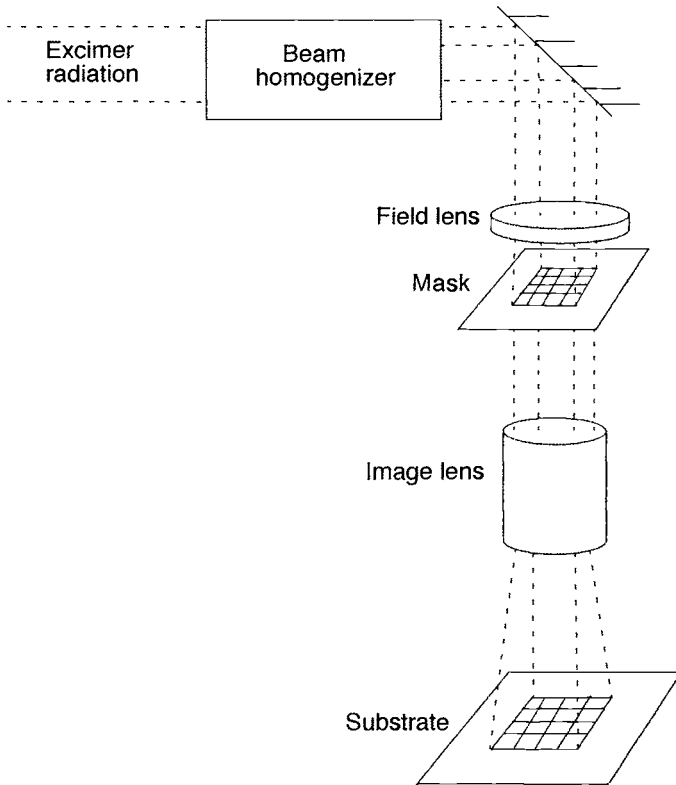 Excimer
radiation
Beam
homogenizer
Field lens
Mask
Image lens
Substrate